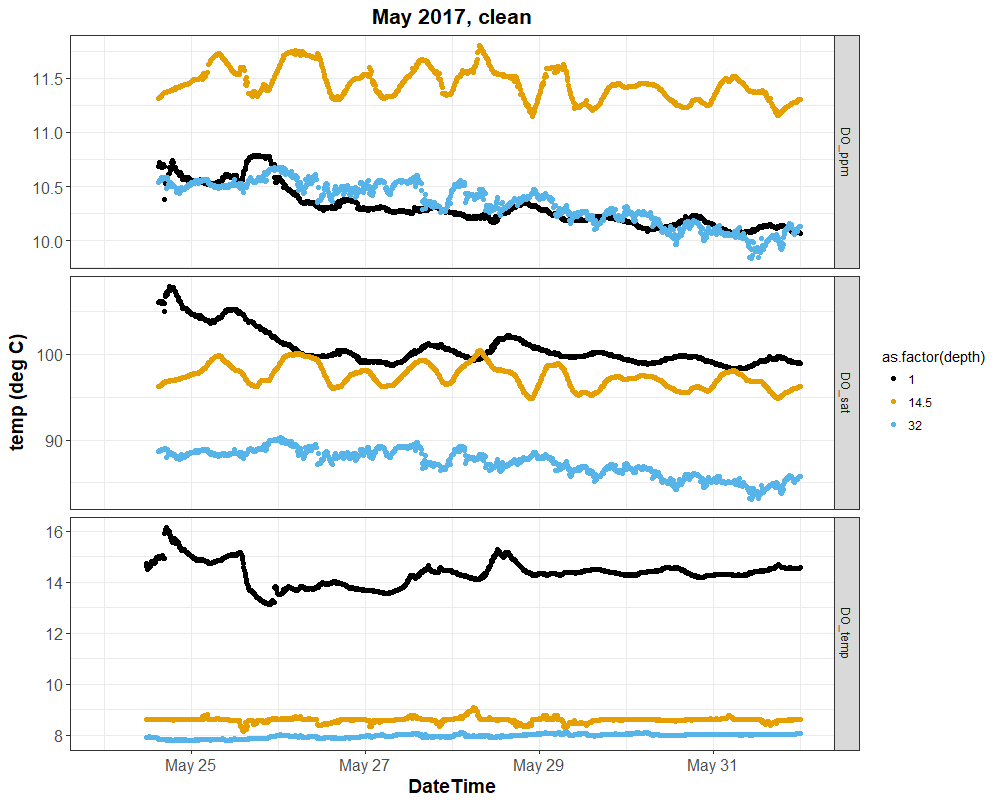 May 2017, clean
temp (deg C)
11.5
11.0
10.5
10.0
DO_ppm
100
90
DO_sat
16
14
12
10
8
DO_temp
May 25
May 27
May 29
May 31
DateTime
as.factor(depth)
1
14.5
32